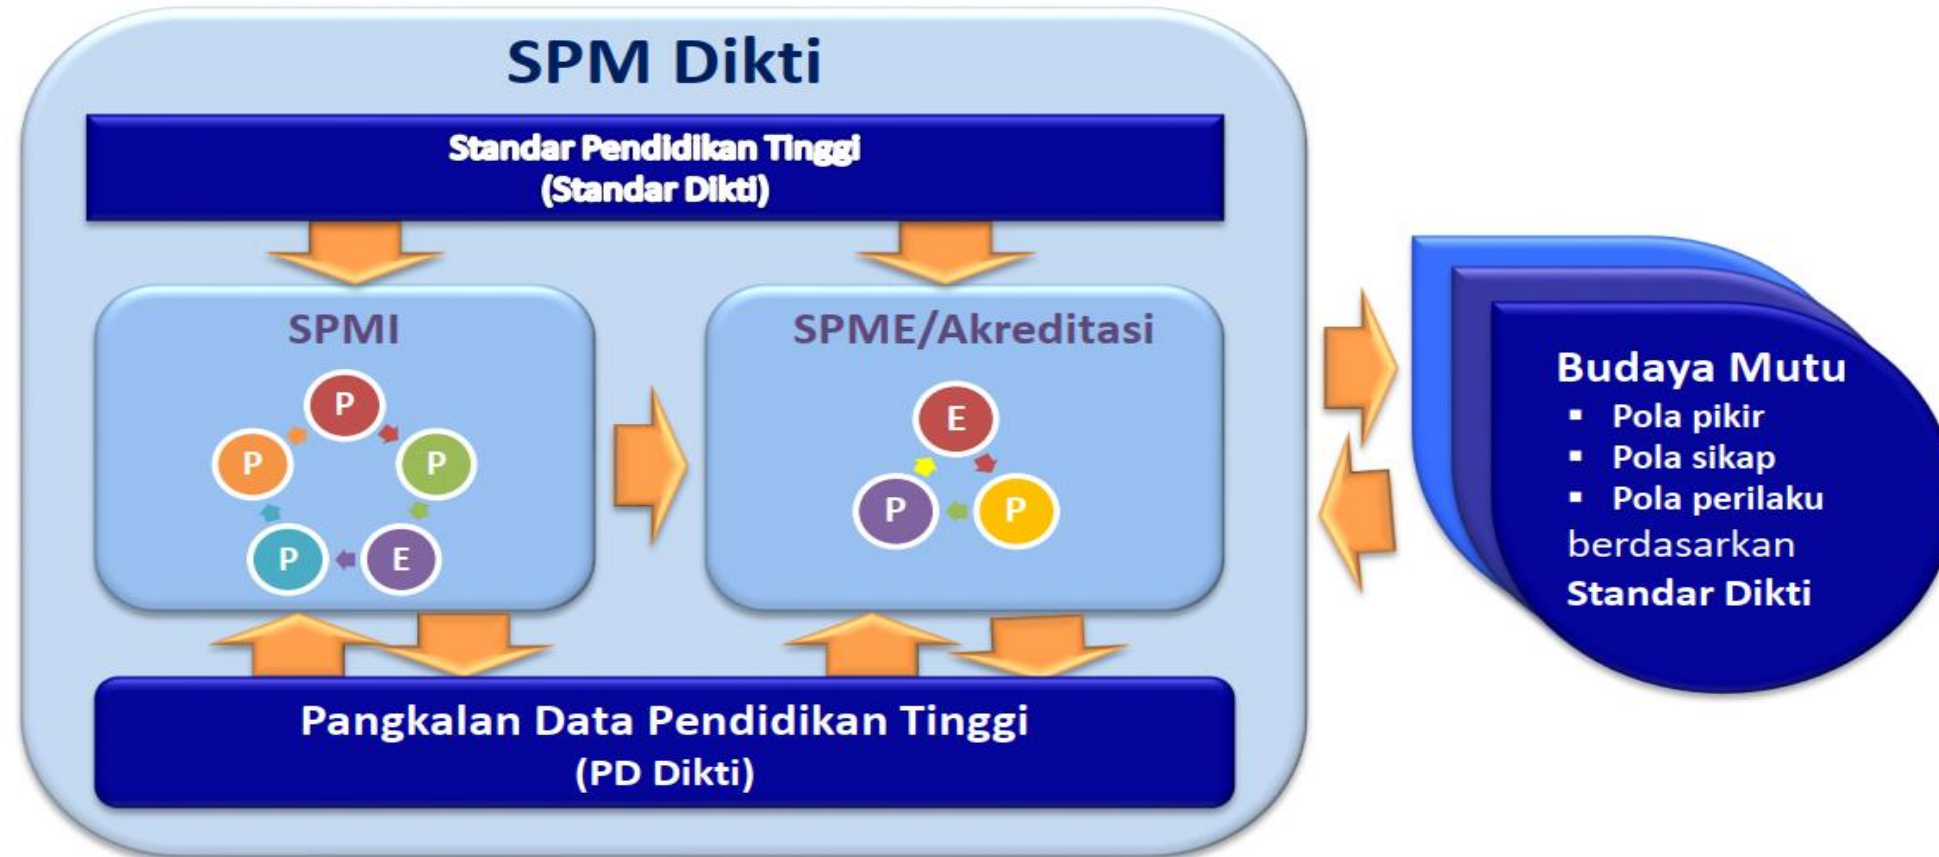 SPM Dikti
Standar Pendidikan Tinggi
(Standar Dikti)
SPMI
P
P
P
P
E
SPME/Akreditasi
E
P
P
Budaya Mutu
▪ Pola pikir
▪ Pola sikap
▪ Pola perilaku
berdasarkan
Standar Dikti
Pangkalan Data Pendidikan Tinggi
(PD Dikti)